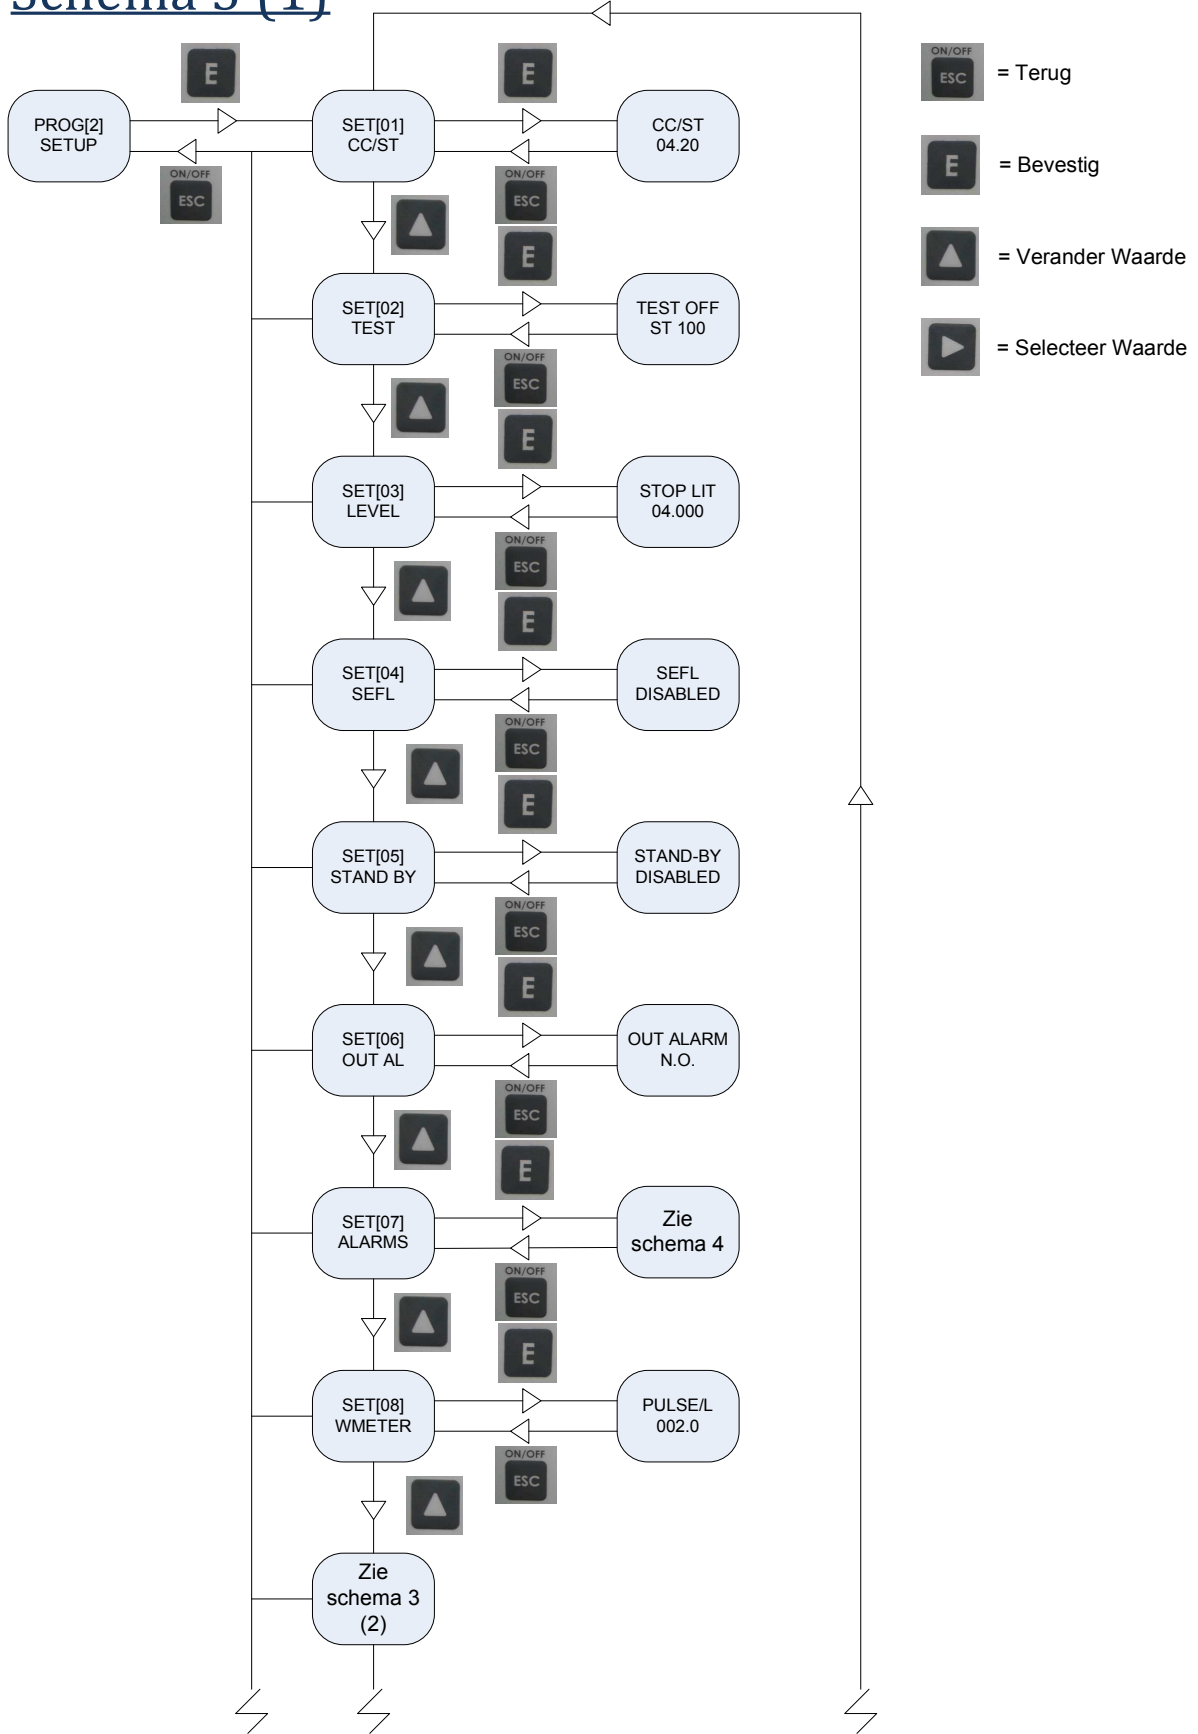 Schema 3 (1)
E
E
ON/OFF
ESC
= Terug
PROG[2]
SETUP
SET[01]
CC/ST
CC/ST
04.20
E
= Bevestig
ON/OFF
ESC
ON/OFF
ESC
E
= Verander Waarde
SET[02]
TEST
TEST OFF
ST 100
= Selecteer Waarde
ON/OFF
ESC
E
SET[03]
LEVEL
STOP LIT
04.000
ON/OFF
ESC
E
SET[04]
SEFL
SEFL
DISABLED
ON/OFF
ESC
E
SET[05]
STAND BY
STAND-BY
DISABLED
ON/OFF
ESC
E
SET[06]
OUT AL
OUT ALARM
N.O.
ON/OFF
ESC
E
SET[07]
ALARMS
Zie
schema 4
ON/OFF
ESC
E
SET[08]
WMETER
PULSE/L
002.0
ON/OFF
ESC
Zie
schema 3
(2)